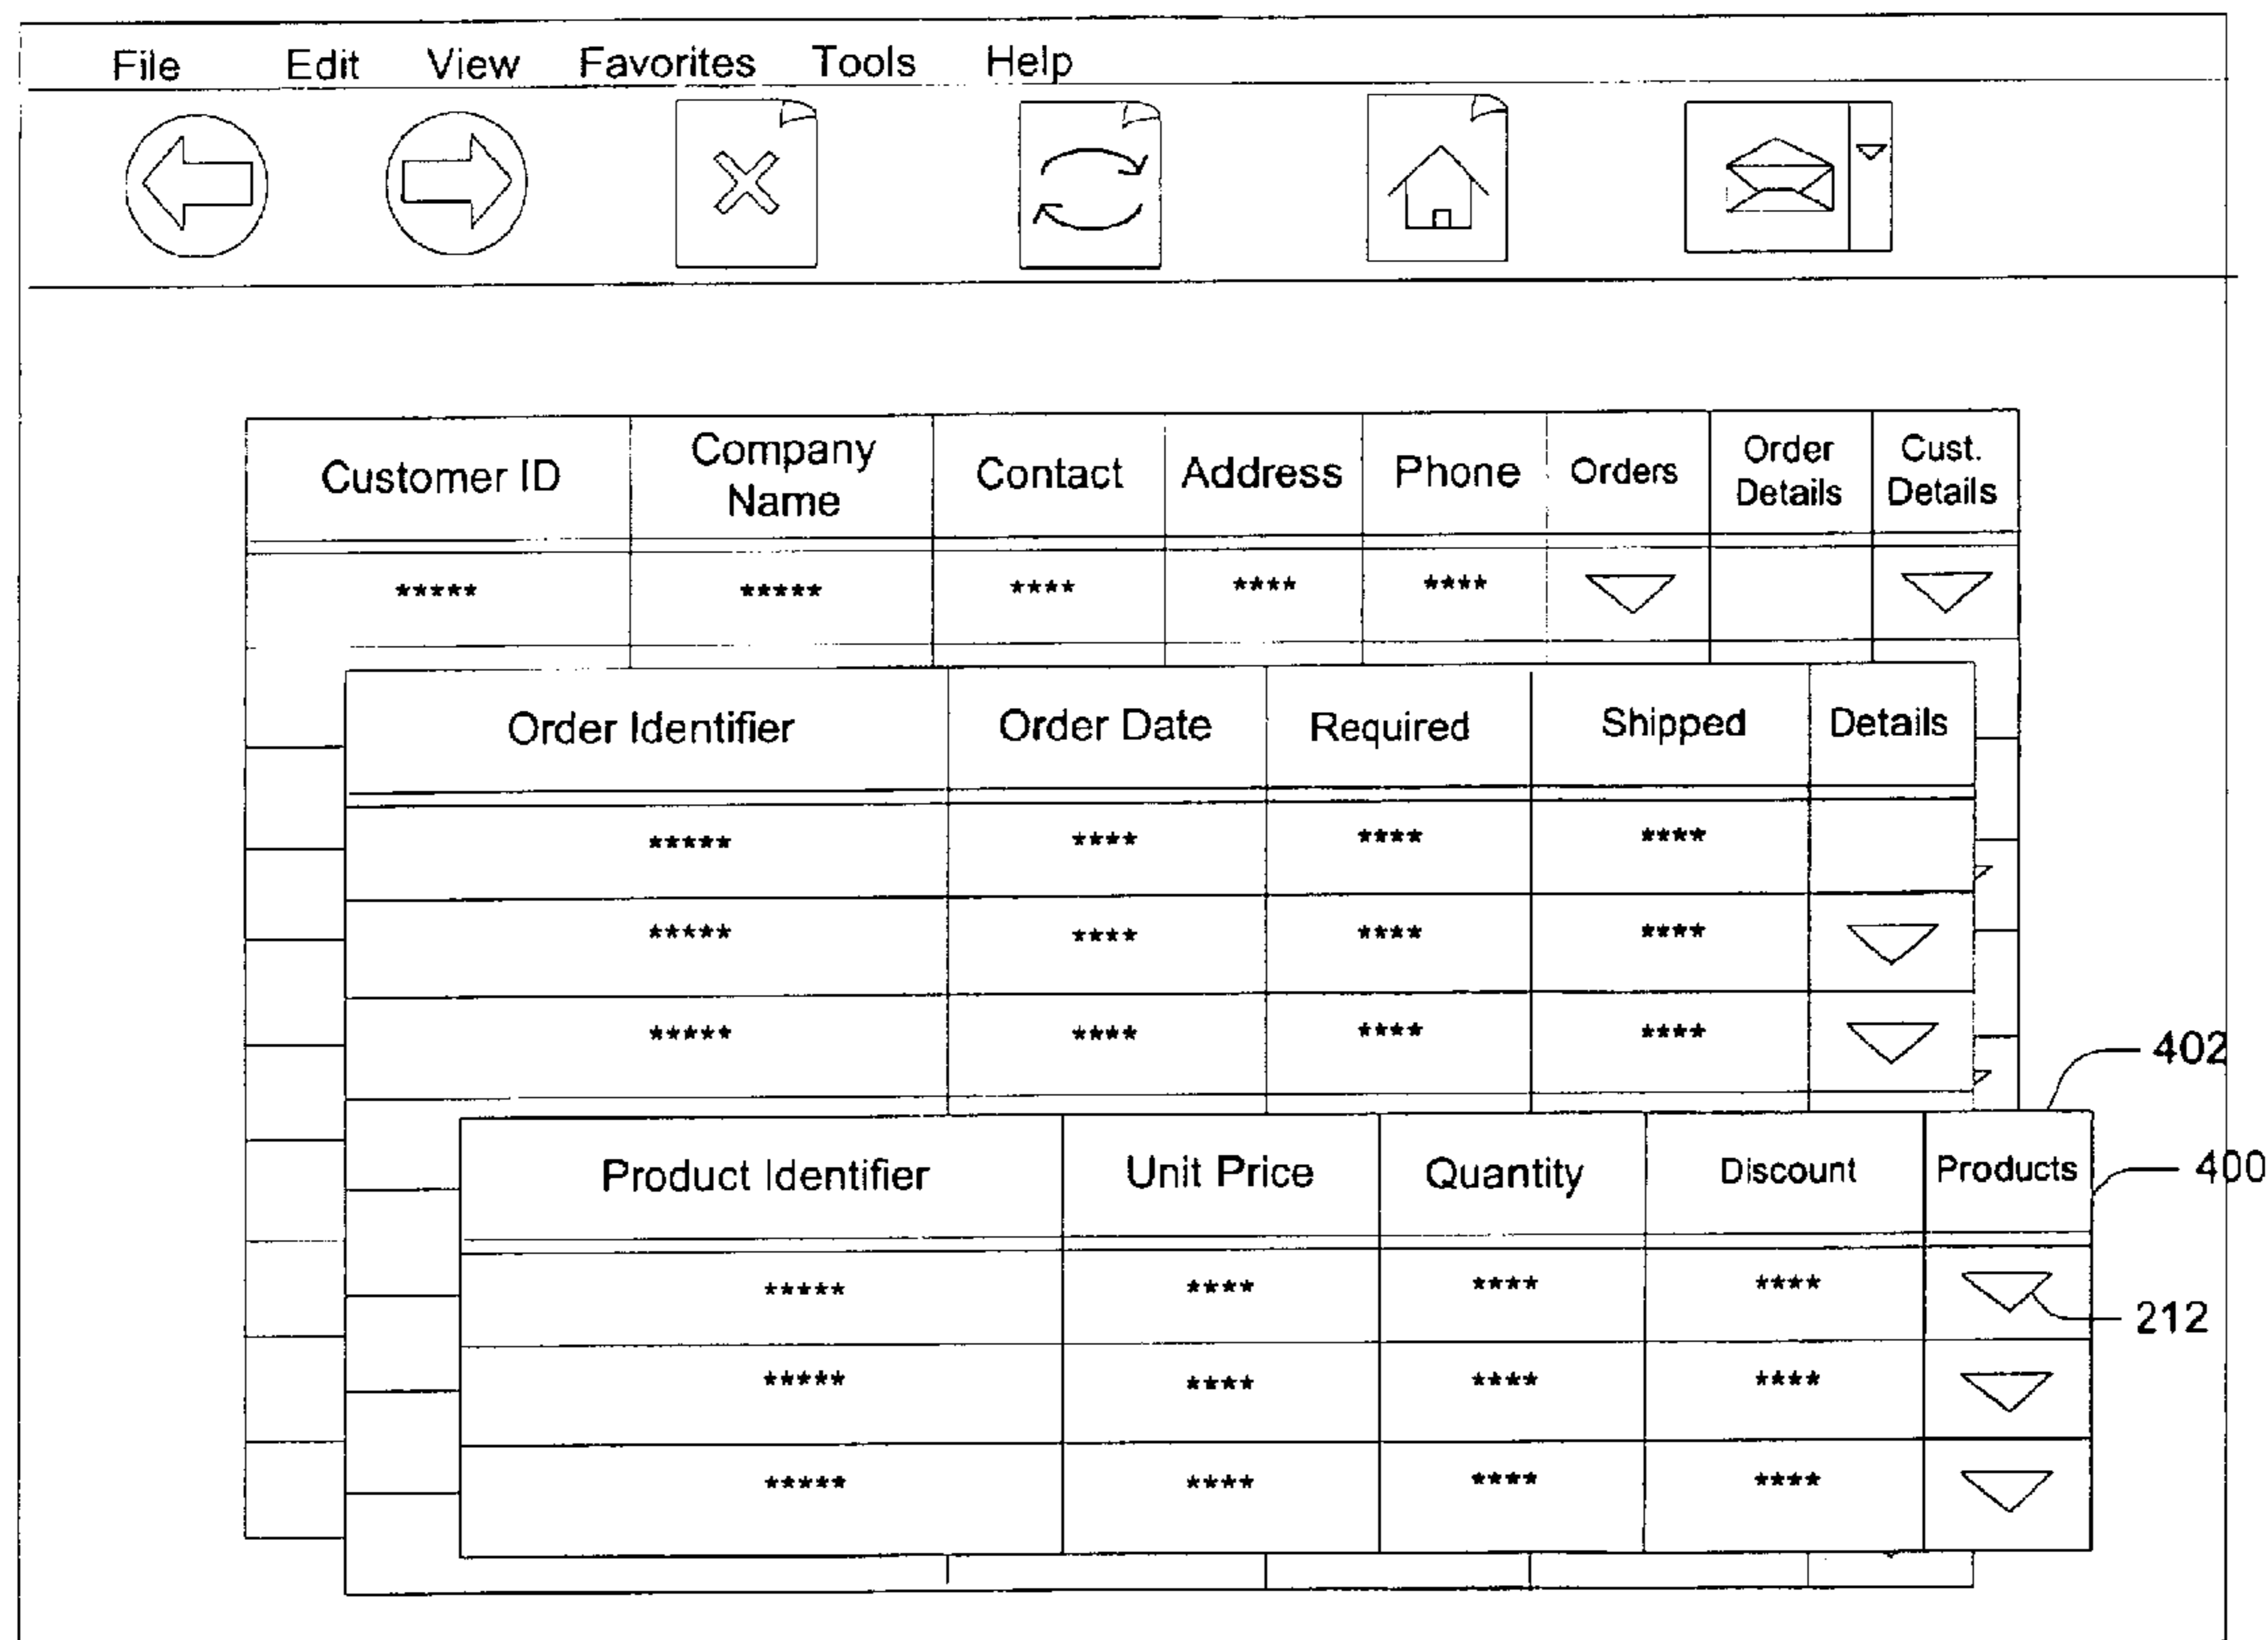 File Edit View Favorites Tools Help
Customer ID Company Name Contact Address Phone Orders Order Details Cust. Details
***** ***** **** **** ****
Order Identifier Order Date Required Shipped Details
***** **** **** ****
***** **** **** ****
***** **** **** ****
402
Product Identifier Unit Price Quantity Discount Products 400
***** **** **** ****
212
***** **** **** ****
***** **** **** ****